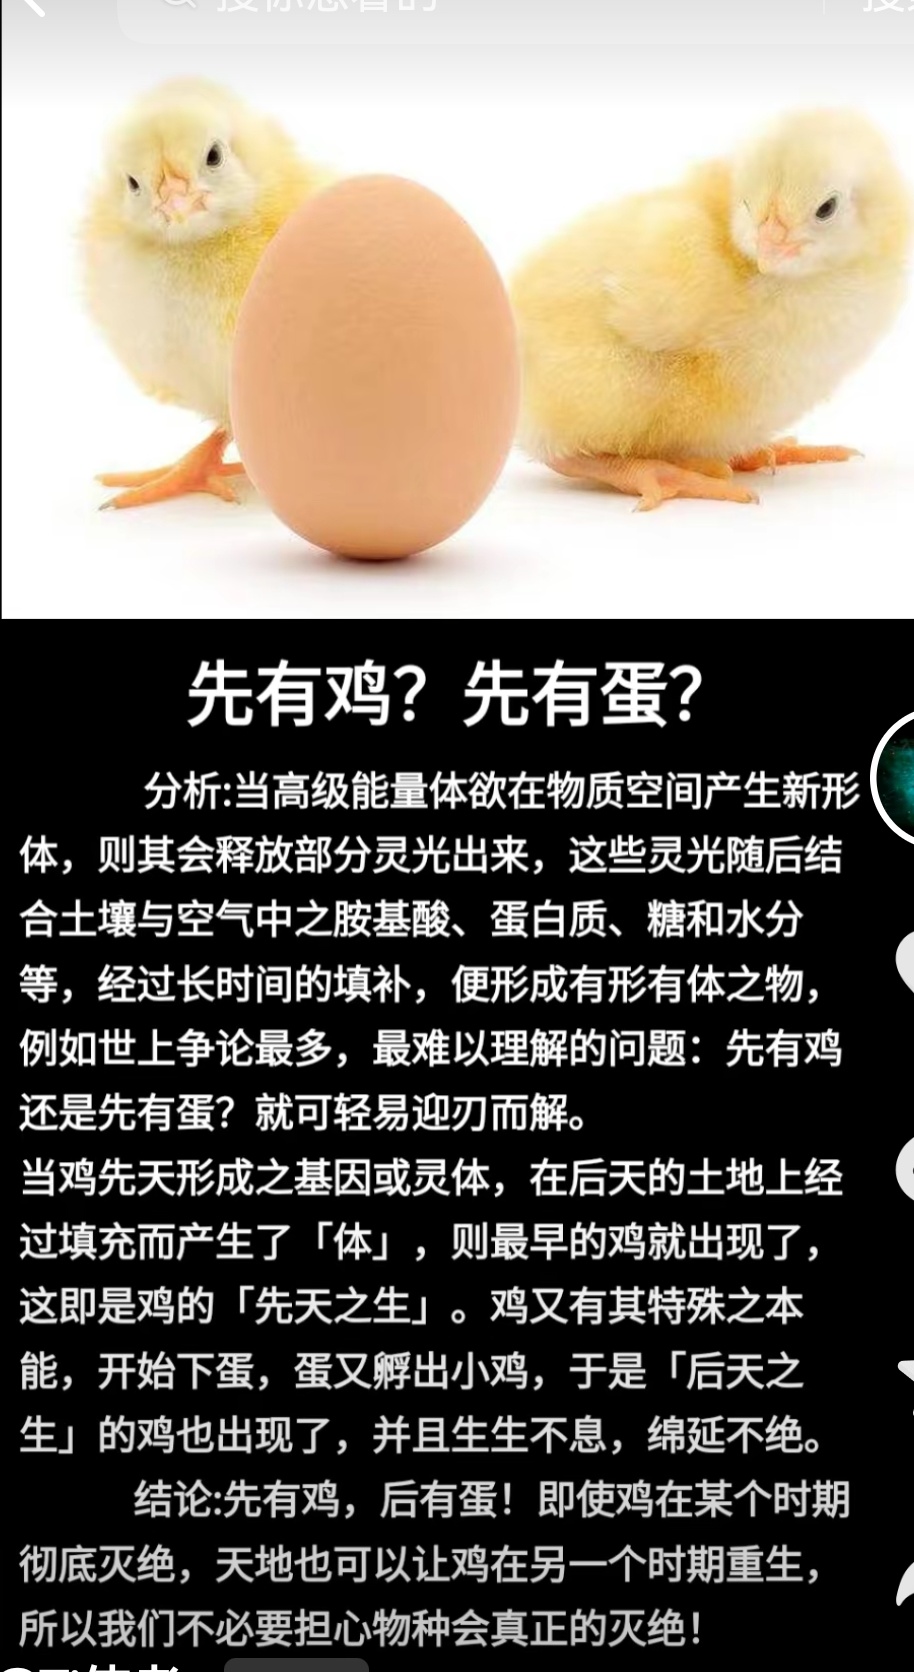 先有鸡？先有蛋？
分析:当高级能量体欲在物质空间产生新形
体，则其会释放部分灵光出来，这些灵光随后结
合土壤与空气中之胺基酸、蛋白质、糖和水分
等，经过长时间的填补，便形成有形有体之物，
例如世上争论最多，最难以理解的问题：先有鸡
还是先有蛋？就可轻易迎刃而解。
当鸡先天形成之基因或灵体，在后天的土地上经
过填充而产生了「体」，则最早的鸡就出现了，
这即是鸡的「先天之生」。鸡又有其特殊之本
能，开始下蛋，蛋又孵出小鸡，于是「后天之
生」的鸡也出现了，并且生生不息，绵延不绝。
结论:先有鸡，后有蛋！即使鸡在某个时期
彻底灭绝，天地也可以让鸡在另一个时期重生，
所以我们不必要担心物种会真正的灭绝！